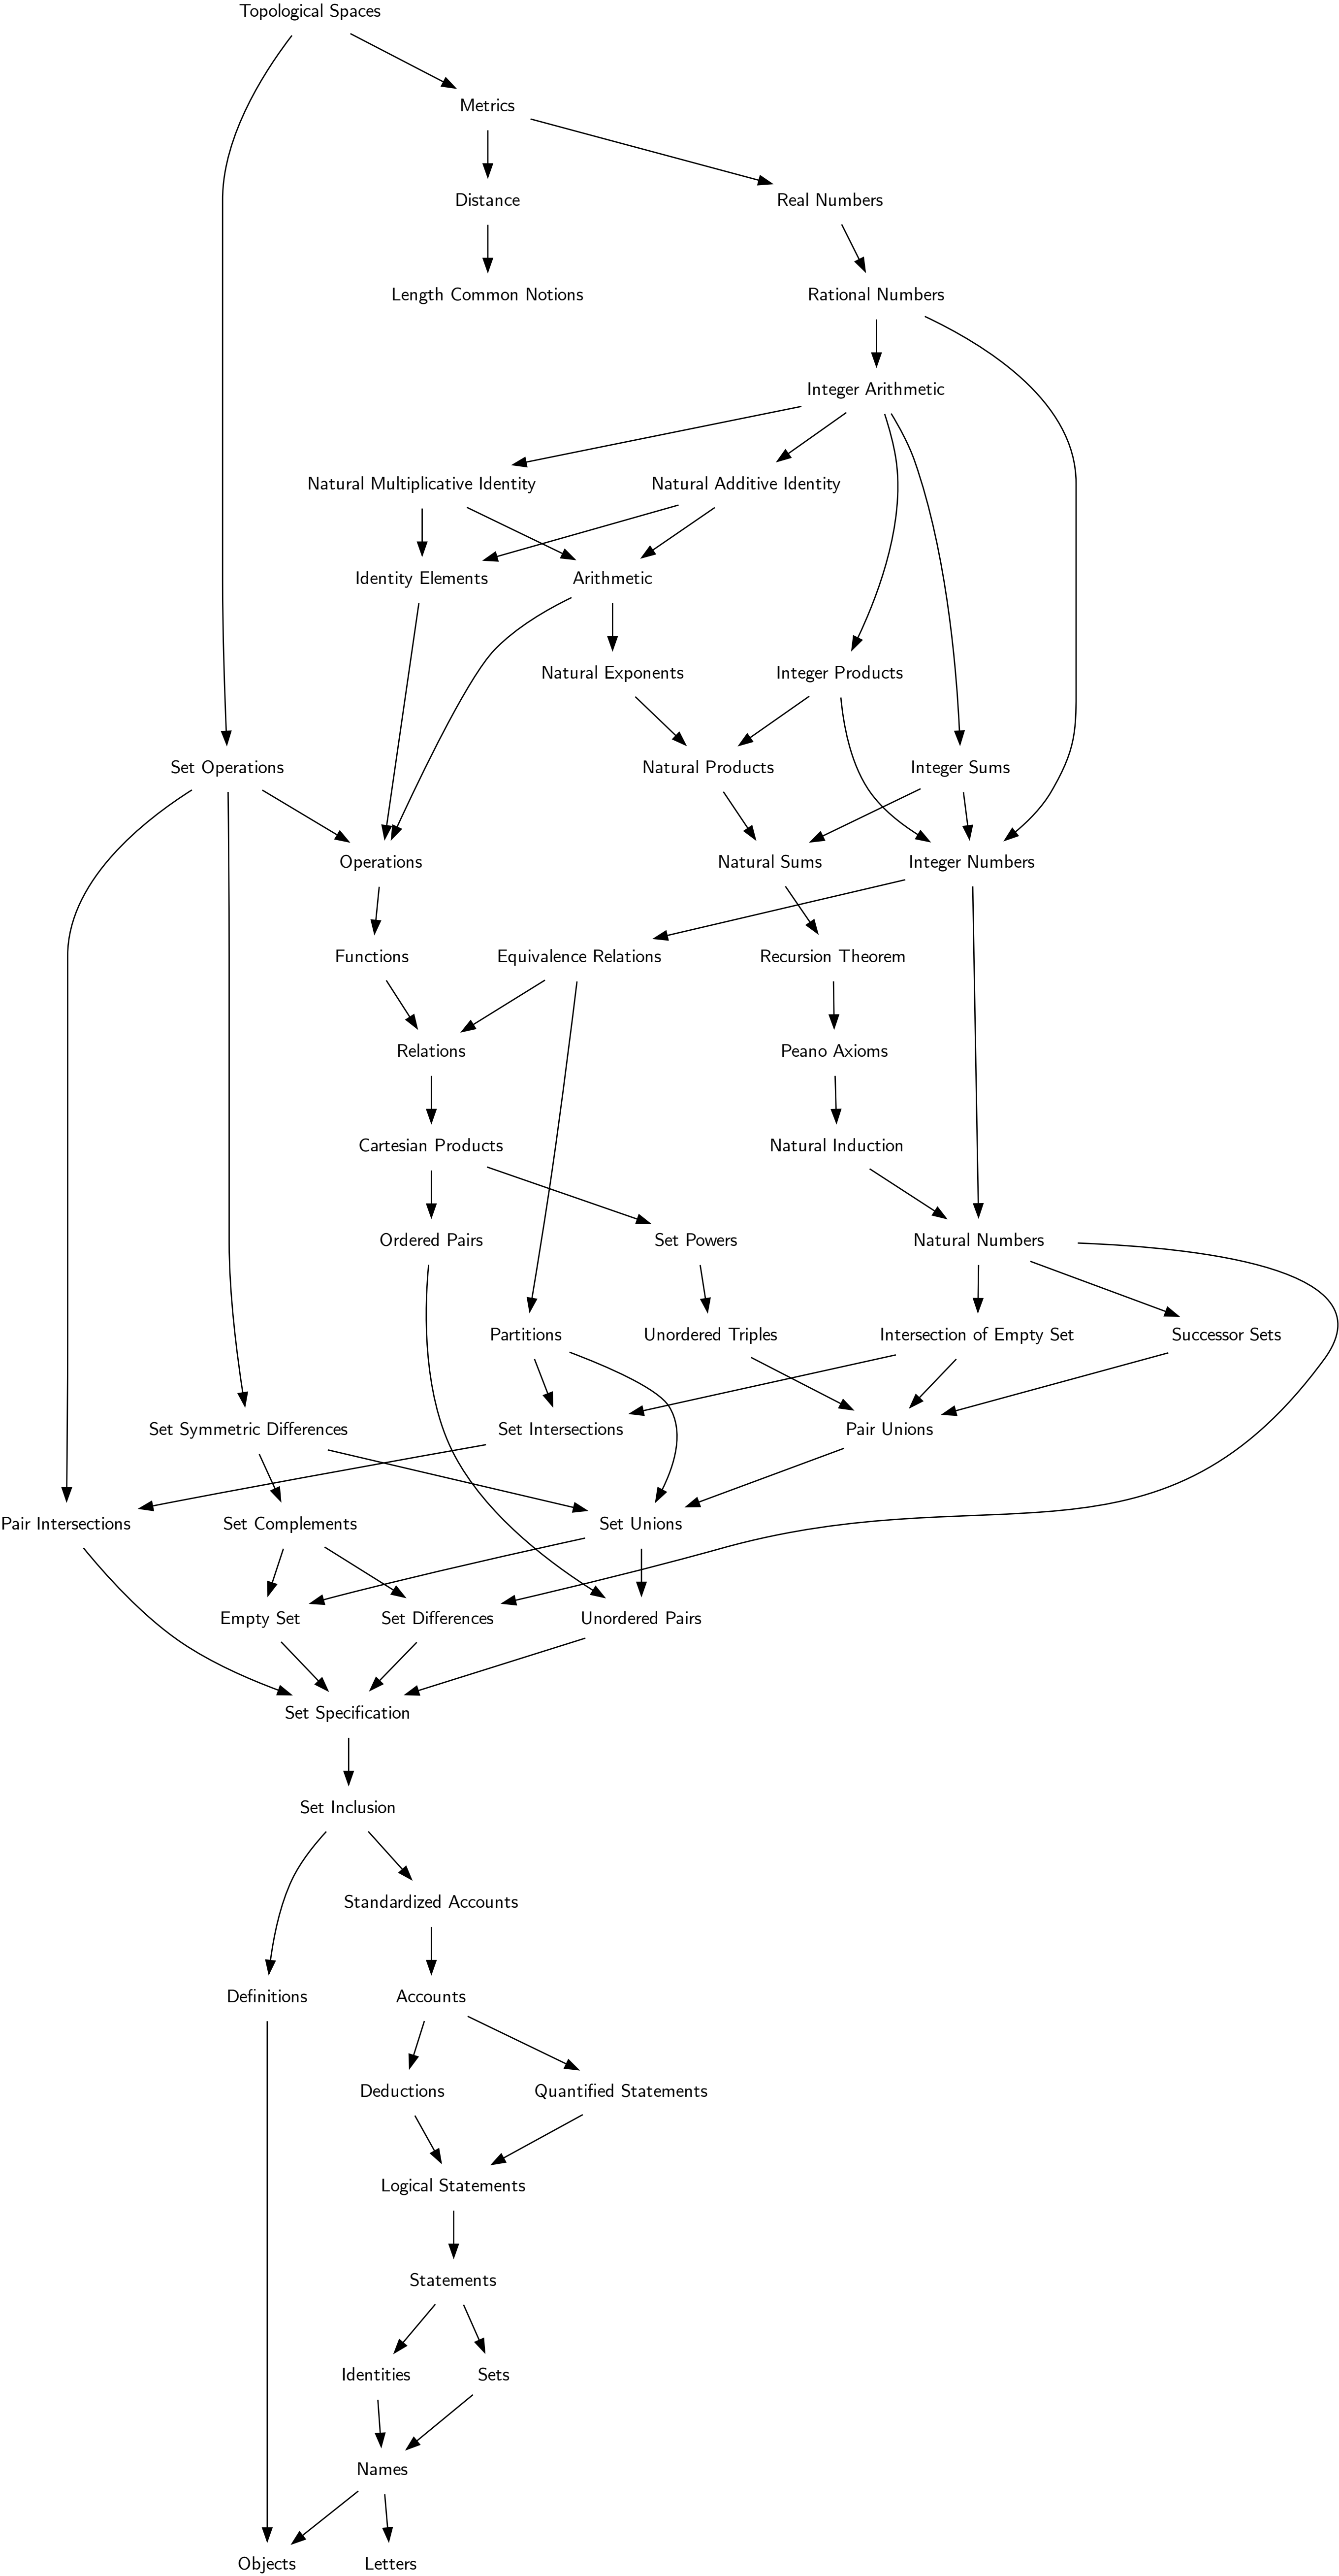 Topological Spaces
Metrics
Distance
Real Numbers
Length Common Notions
Rational Numbers
Integer Arithmetic
Natural Multiplicative Identity
Natural Additive Identity
Identity Elements
Arithmetic
Natural Exponents
Integer Products
Set Operations
Natural Products
Integer Sums
Operations
Natural Sums
Integer Numbers
Functions
Equivalence Relations
Recursion Theorem
Relations
Peano Axioms
Cartesian Products
Natural Induction
Ordered Pairs
Set Powers
Natural Numbers
Partitions
Unordered Triples
Intersection of Empty Set
Successor Sets
Set Symmetric Differences
Set Intersections
Pair Unions
Pair Intersections
Set Complements
Set Unions
Empty Set
Set Differences
Unordered Pairs
Set Specification
Set Inclusion
Standardized Accounts
Definitions
Accounts
Deductions
Quantified Statements
Logical Statements
Statements
Identities
Sets
Names
Objects
Letters